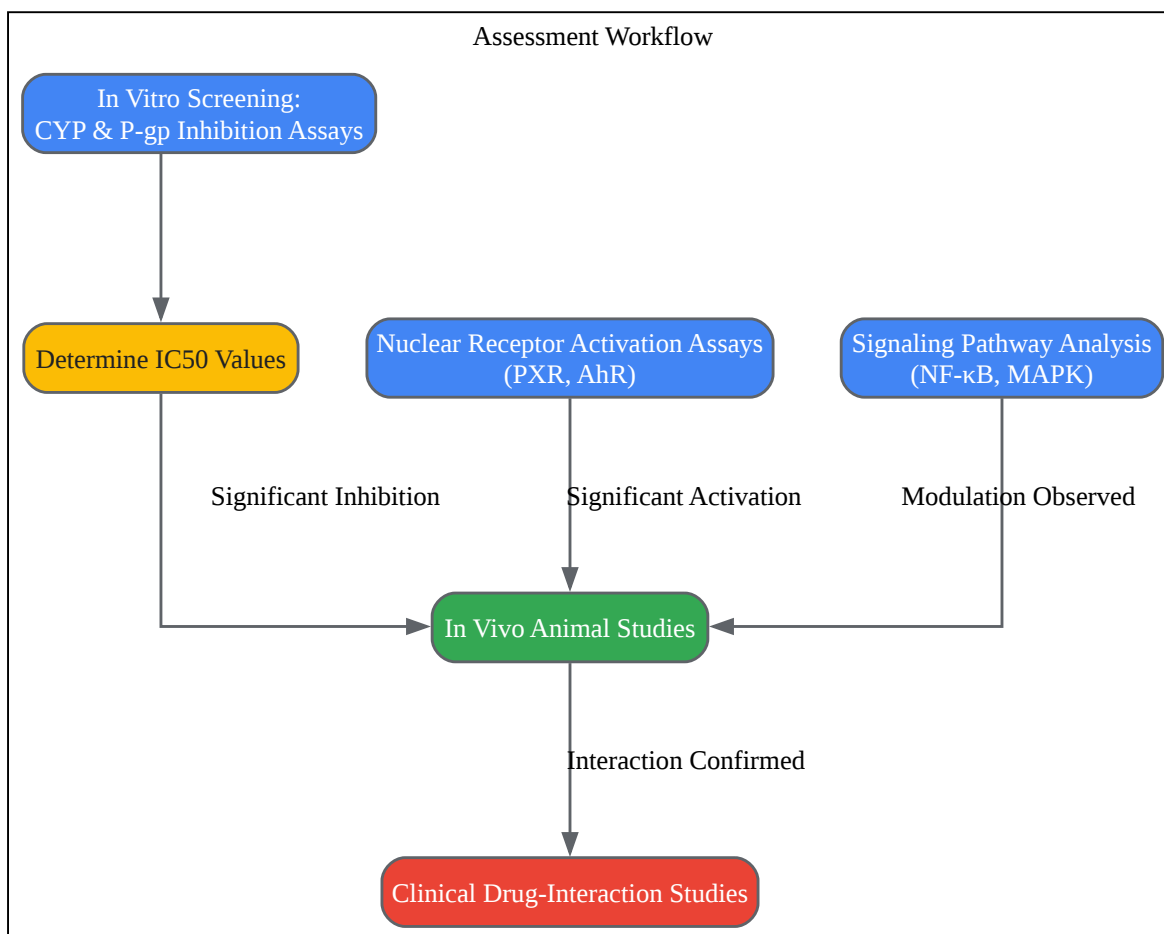 Assessment Workflow
In Vitro Screening:
CYP & P-gp Inhibition Assays
Determine IC50 Values
Nuclear Receptor Activation Assays
(PXR, AhR)
Signaling Pathway Analysis
(NF-κB, MAPK)
Significant Inhibition
Significant Activation
Modulation Observed
In Vivo Animal Studies
Interaction Confirmed
Clinical Drug-Interaction Studies